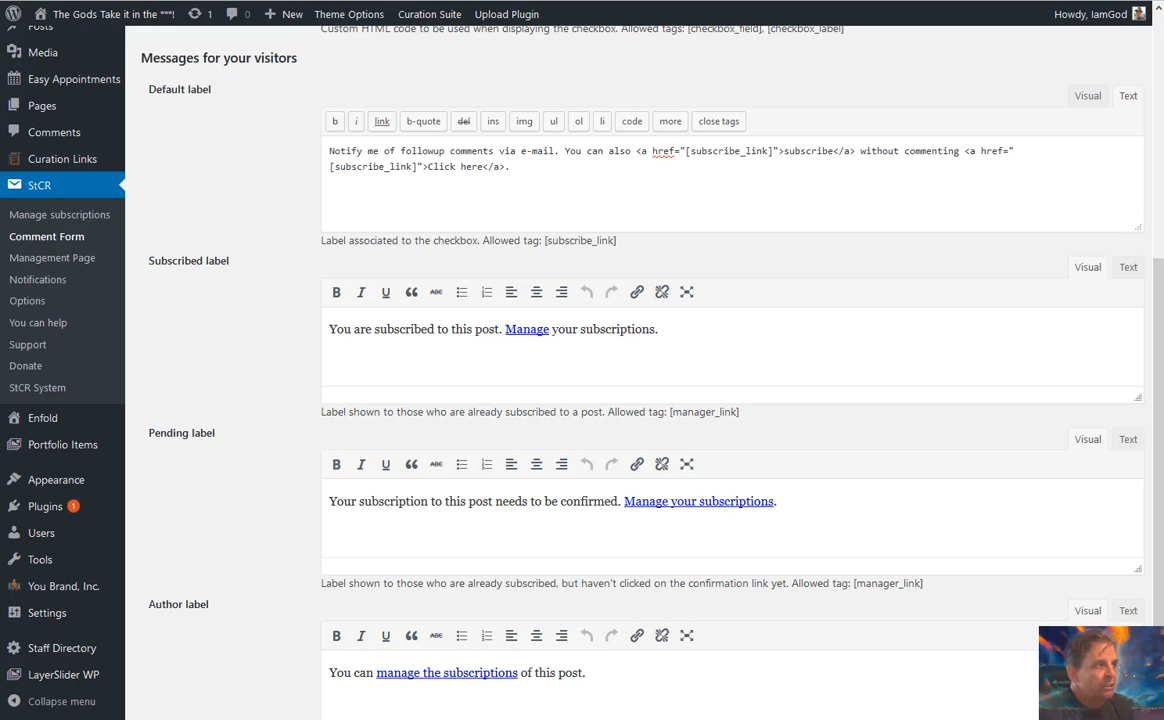 The Gods Take it in the ***! 1 0 New Theme Options Curation Suite Upload Plugin Howdy, IamGod
Posts
Media
Easy Appointments
Pages
Comments
Curation Links
StCR
Manage subscriptions
Comment Form
Management Page
Notifications
Options
You can help
Support
Donate
StCR System
Enfold
Portfolio Items
Appearance
Plugins 1
Users
Tools
You Brand, Inc.
Settings
Staff Directory
LayerSlider WP
Collapse menu
Custom HTML code to be used when displaying the checkbox. Allowed tags: [checkbox_field], [checkbox_label]
Messages for your visitors
Default label
Visual Text
b i link b-quote del ins img ul ol li code more close tags
Notify me of followup comments via e-mail. You can also <a href="[subscribe_link]">subscribe</a> without commenting <a href="
[subscribe_link]">Click here</a>.
Label associated to the checkbox. Allowed tag: [subscribe_link]
Subscribed label
Visual Text
B I U ABC
You are subscribed to this post. Manage your subscriptions.
Label shown to those who are already subscribed to a post. Allowed tag: [manager_link]
Pending label
Visual Text
B I U ABC
Your subscription to this post needs to be confirmed. Manage your subscriptions.
Label shown to those who are already subscribed, but haven't clicked on the confirmation link yet. Allowed tag: [manager_link]
Author label
Visual Text
B I U ABC
You can manage the subscriptions of this post.